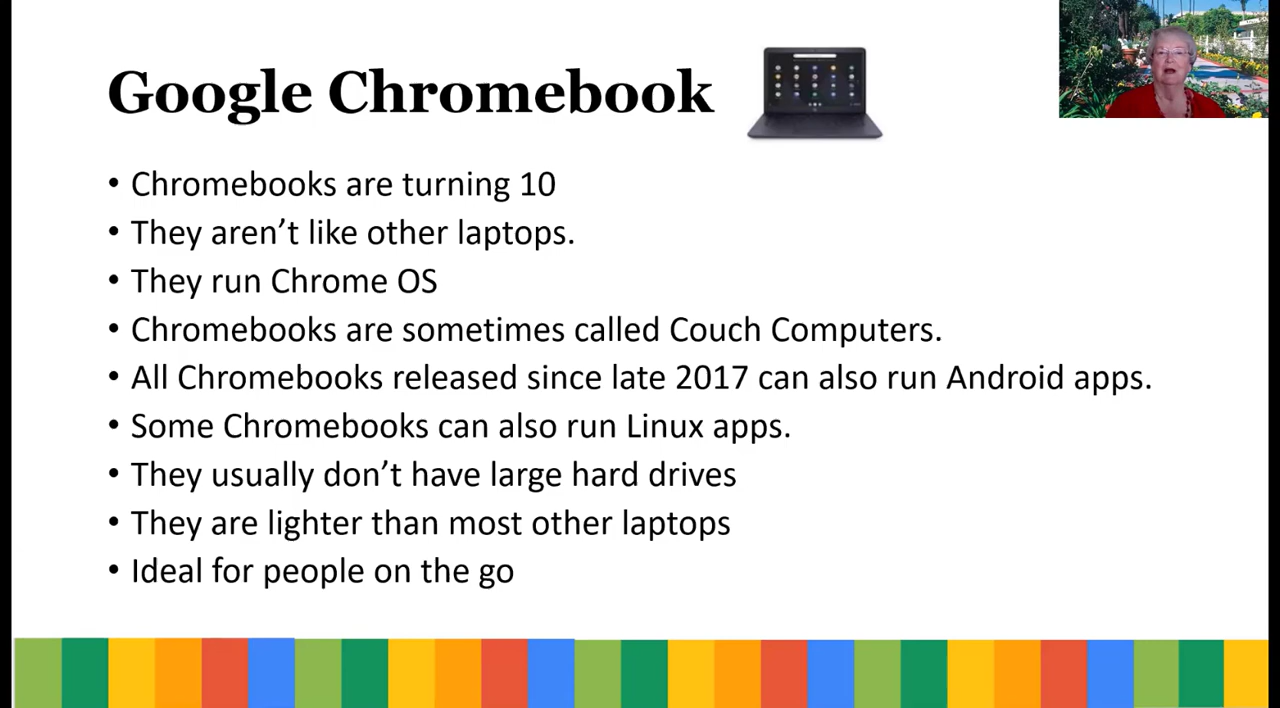 Google Chromebook
• Chromebooks are turning 10
• They aren’t like other laptops.
• They run Chrome OS
• Chromebooks are sometimes called Couch Computers.
• All Chromebooks released since late 2017 can also run Android apps.
• Some Chromebooks can also run Linux apps.
• They usually don’t have large hard drives
• They are lighter than most other laptops
• Ideal for people on the go